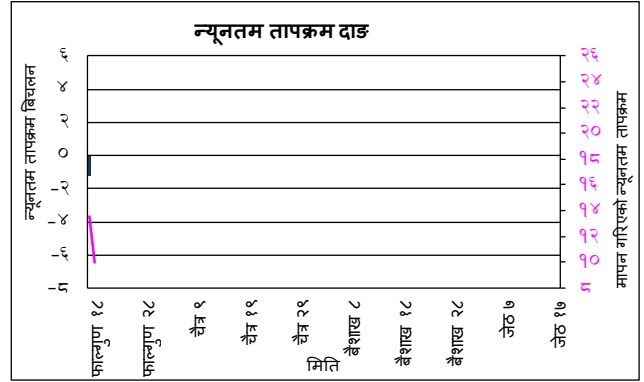 न्यूनतम तापक्रम दाङ
न्यूनतम तापक्रम बिचलन
६
४
२
०
-२
-४
-६
-८
२६
२४
२२
२०
१८
१६
१४
१२
१०
८
मापन गरिएको न्यूनतम तापक्रम
फाल्गुण १८
फाल्गुण २८
चैत्र ९
चैत्र १९
चैत्र २९
बैशाख ८
बैशाख १८
बैशाख २८
जेठ ७
जेठ १७
मिति